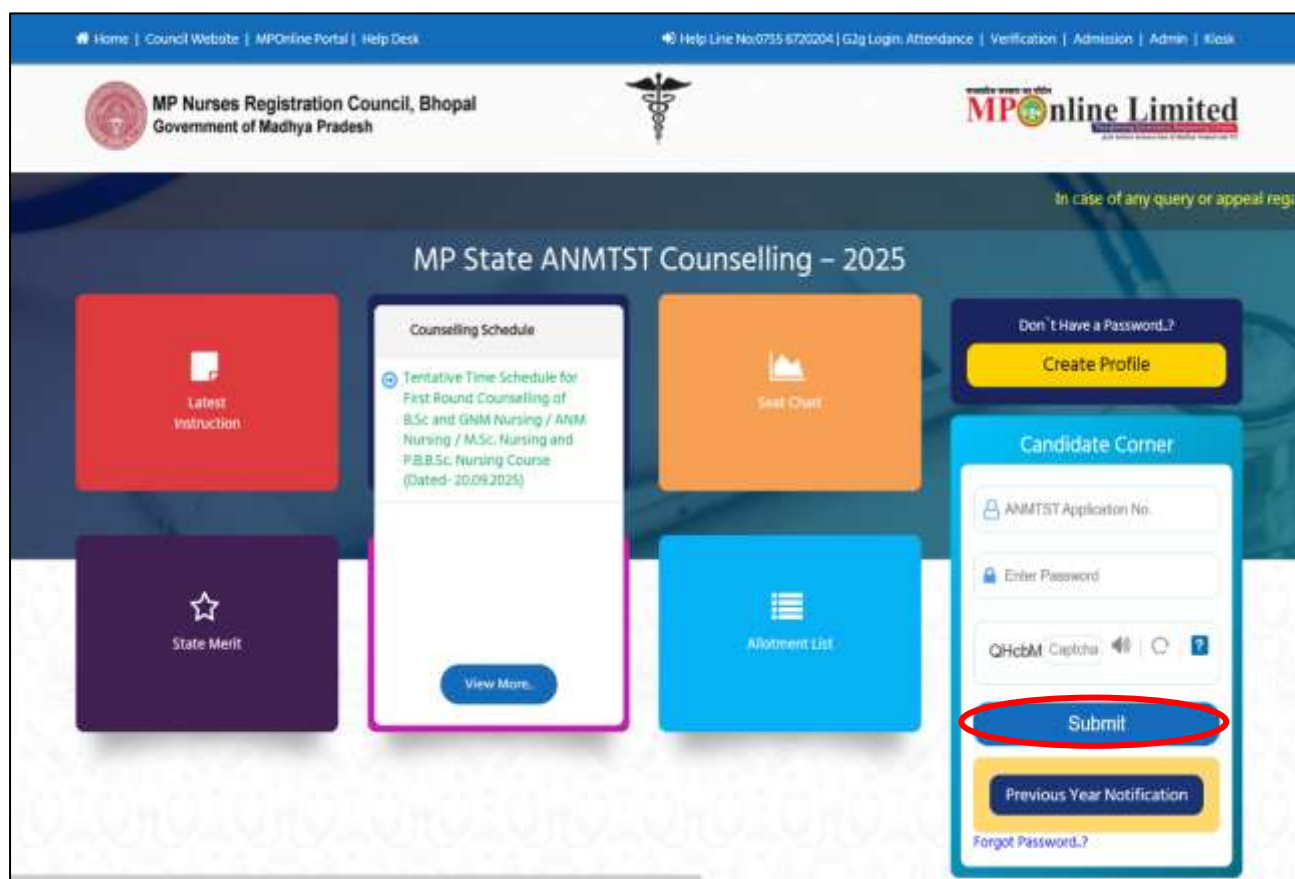 Home | Council Website | MPOnline Portal | Help Desk
Help Line No:0755 6720204 | G2g Login: Attendance | Verification | Admission | Admin | Kiosk
MP Nurses Registration Council, Bhopal
Government of Madhya Pradesh
MPOnline Limited
In case of any query or appeal rega
MP State ANMTST Counselling – 2025
Latest
Instruction
Counselling Schedule
Tentative Time Schedule for
First Round Counselling of
B.Sc and GNM Nursing / ANM
Nursing / M.Sc. Nursing and
P.B.B.Sc. Nursing Course
(Dated- 20.09.2025)
Seat Chart
State Merit
View More..
Allotment List
Don`t Have a Password..?
Create Profile
Candidate Corner
ANMTST Application No.
Enter Password
QHcbM Captcha
Submit
Previous Year Notification
Forgot Password..?